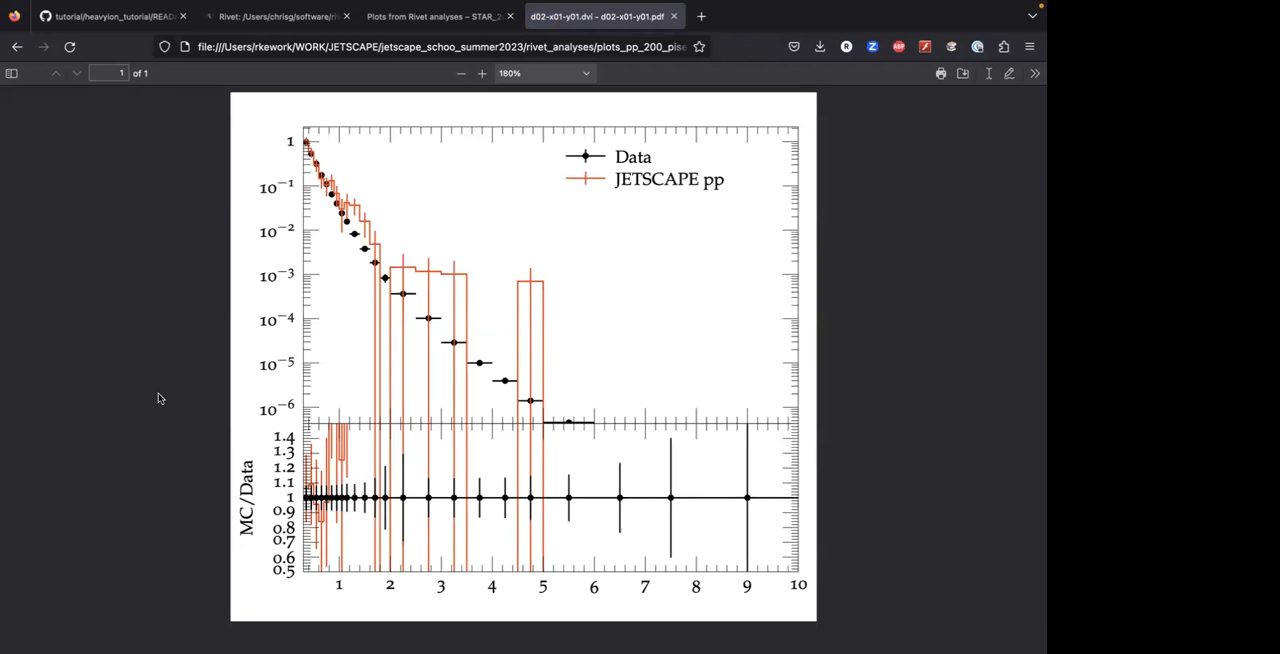 tutorial/heavyion_tutorial/READ
Rivet: /Users/chrisg/software/ri
Plots from Rivet analyses – STAR_2
d02-x01-y01.dvi - d02-x01-y01.pdf
file:///Users/rkework/WORK/JETSCAPE/jetscape_schoo_summer2023/rivet_analyses/plots_pp_200_pise
1 of 1
180%
Data
JETSCAPE pp
1
10−1
10−2
10−3
10−4
10−5
10−6
MC/Data
1.4
1.3
1.2
1.1
1
0.9
0.8
0.7
0.6
0.5
1 2 3 4 5 6 7 8 9 10